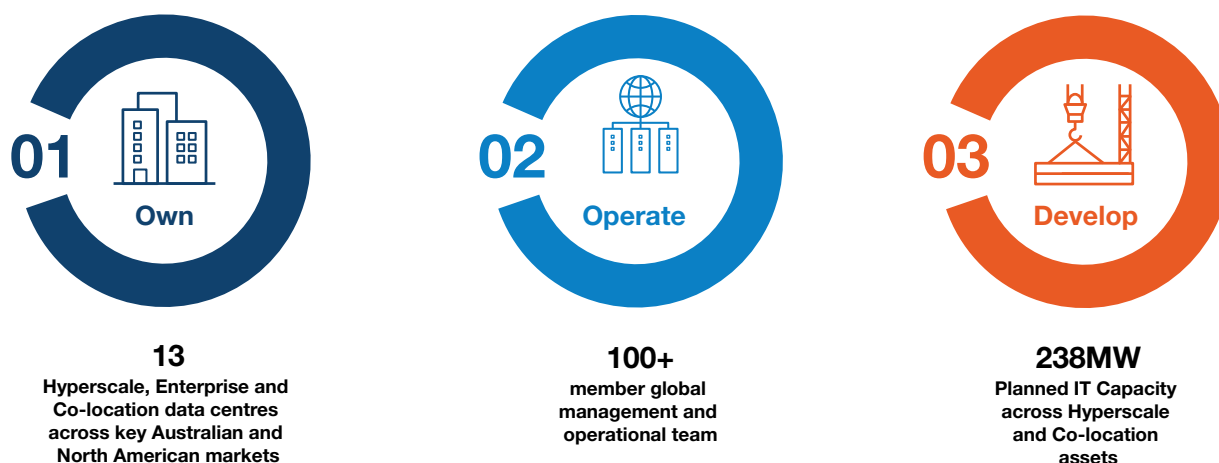 01
Own
13
Hyperscale, Enterprise and
Co-location data centres
across key Australian and
North American markets
02
Operate
100+
member global
management and
operational team
03
Develop
238MW
Planned IT Capacity
across Hyperscale
and Co-location
assets